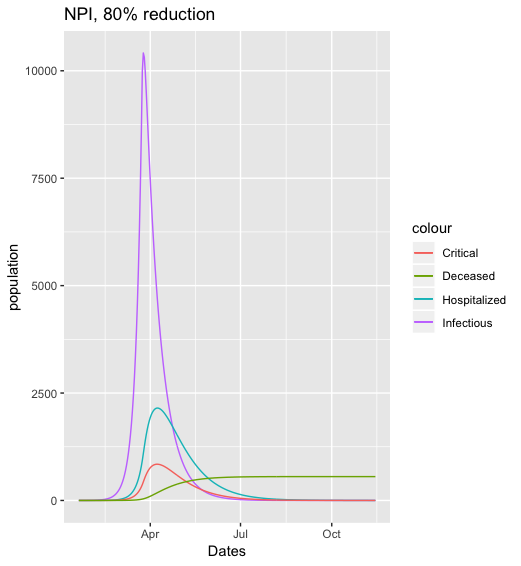 NPI, 80% reduction
10000
7500
5000
2500
0
population
Apr
Jul
Oct
Dates
colour
Critical
Deceased
Hospitalized
Infectious